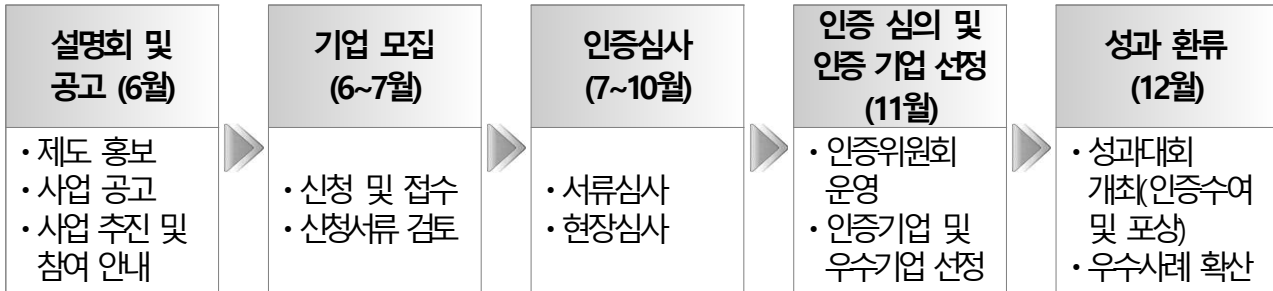 설명회 및
공고 (6월)
• 제도 홍보
• 사업 공고
• 사업 추진 및
참여 안내
기업 모집
(6~7월)
• 신청 및 접수
• 신청서류 검토
인증심사
(7~10월)
• 서류심사
• 현장심사
인증 심의 및
인증 기업 선정
(11월)
• 인증위원회
운영
• 인증기업 및
우수기업 선정
성과 환류
(12월)
• 성과대회
개최(인증수여
및 포상)
• 우수사례 확산